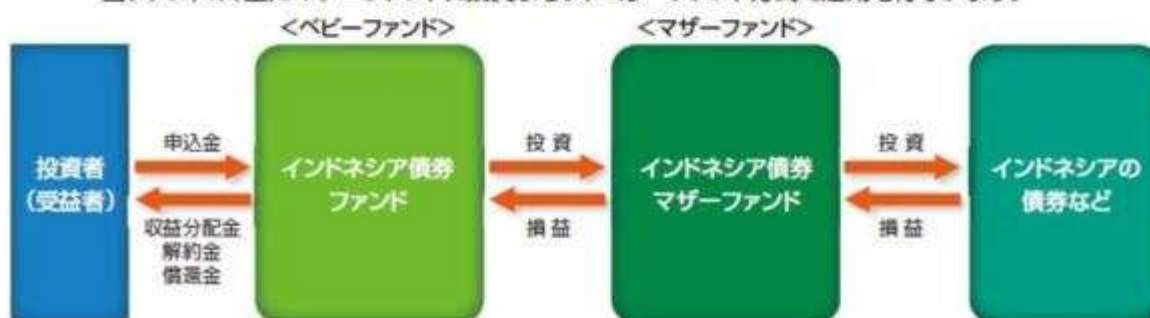 <ベビーファンド>
<マザーファンド>
投資者
(受益者)
申込金
収益分配金
解約金
償還金
インドネシア債券
ファンド
投 資
損 益
インドネシア債券
マザーファンド
投 資
損 益
インドネシアの
債券など